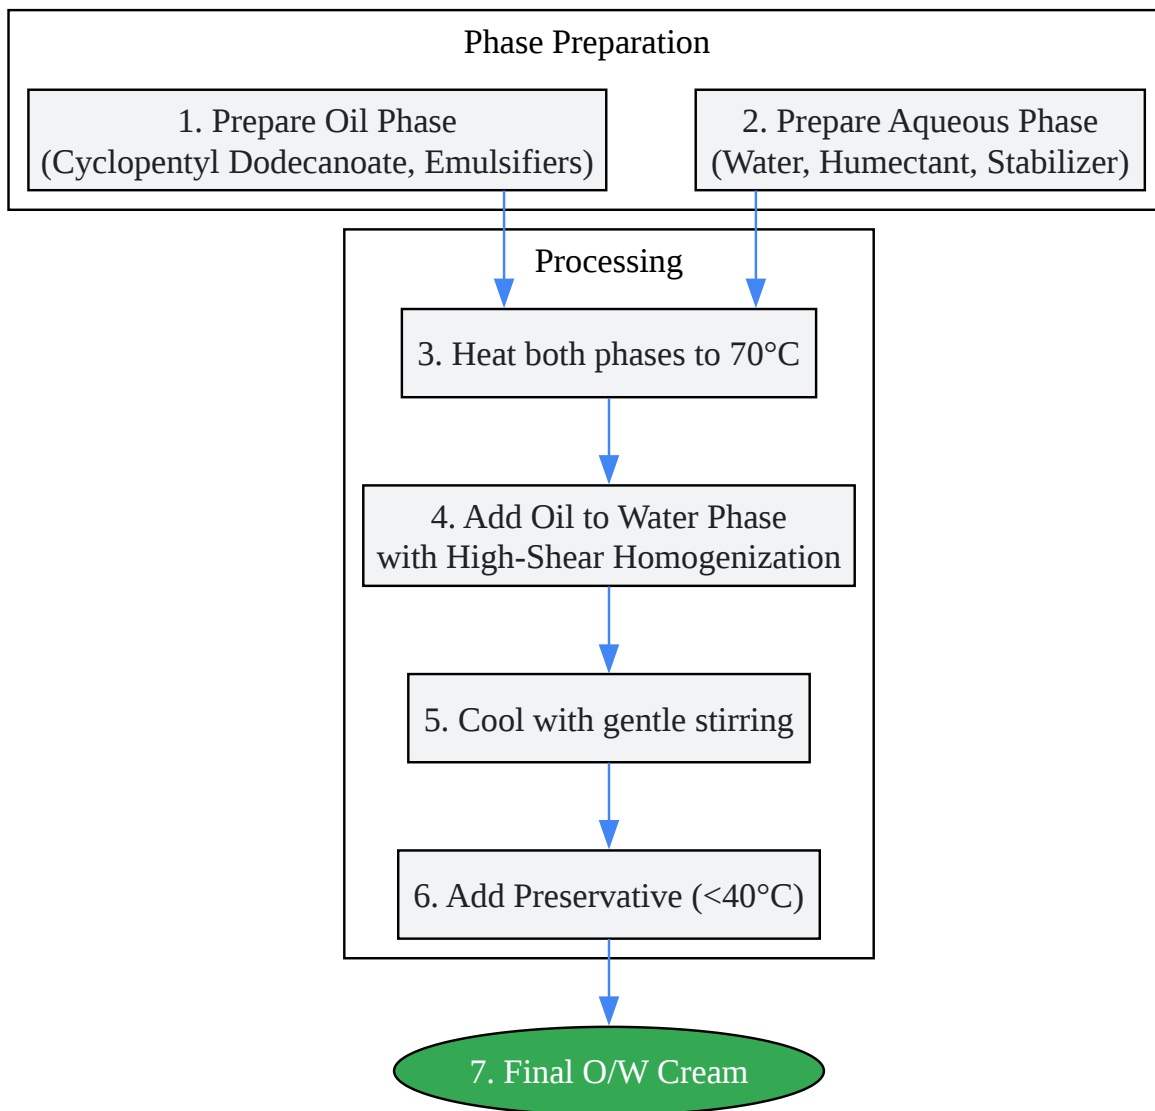 Phase Preparation
1. Prepare Oil Phase
(Cyclopentyl Dodecanoate, Emulsifiers)
2. Prepare Aqueous Phase
(Water, Humectant, Stabilizer)
Processing
3. Heat both phases to 70°C
4. Add Oil to Water Phase
with High-Shear Homogenization
5. Cool with gentle stirring
6. Add Preservative (<40°C)
7. Final O/W Cream